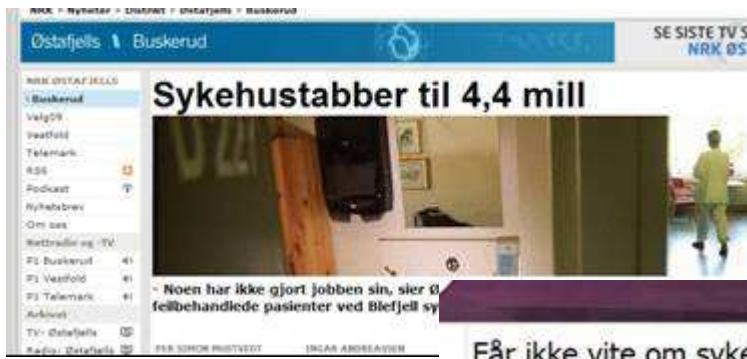 NRK > Nyheter > Distrikt > Østafjells > Buskerud
Østafjells Buskerud
SE SISTE TV S
NRK ØS
NRK ØSTAFJELLS
Buskerud
Valg09
Vestfold
Telemark
RSS
Podkast
Nyhetsbrev
Om oss
Nettradio og -TV
P1 Buskerud
P1 Vestfold
P1 Telemark
Arkivet
TV- Østafjells
Radio- Østafjells
Sykehustabber til 4,4 mill
- Noen har ikke gjort jobben sin, sier Ø
feilbehandlede pasienter ved Blefjell sy
PER SIMON
INGAR ANDREASSEN
Får ikke vite om syke